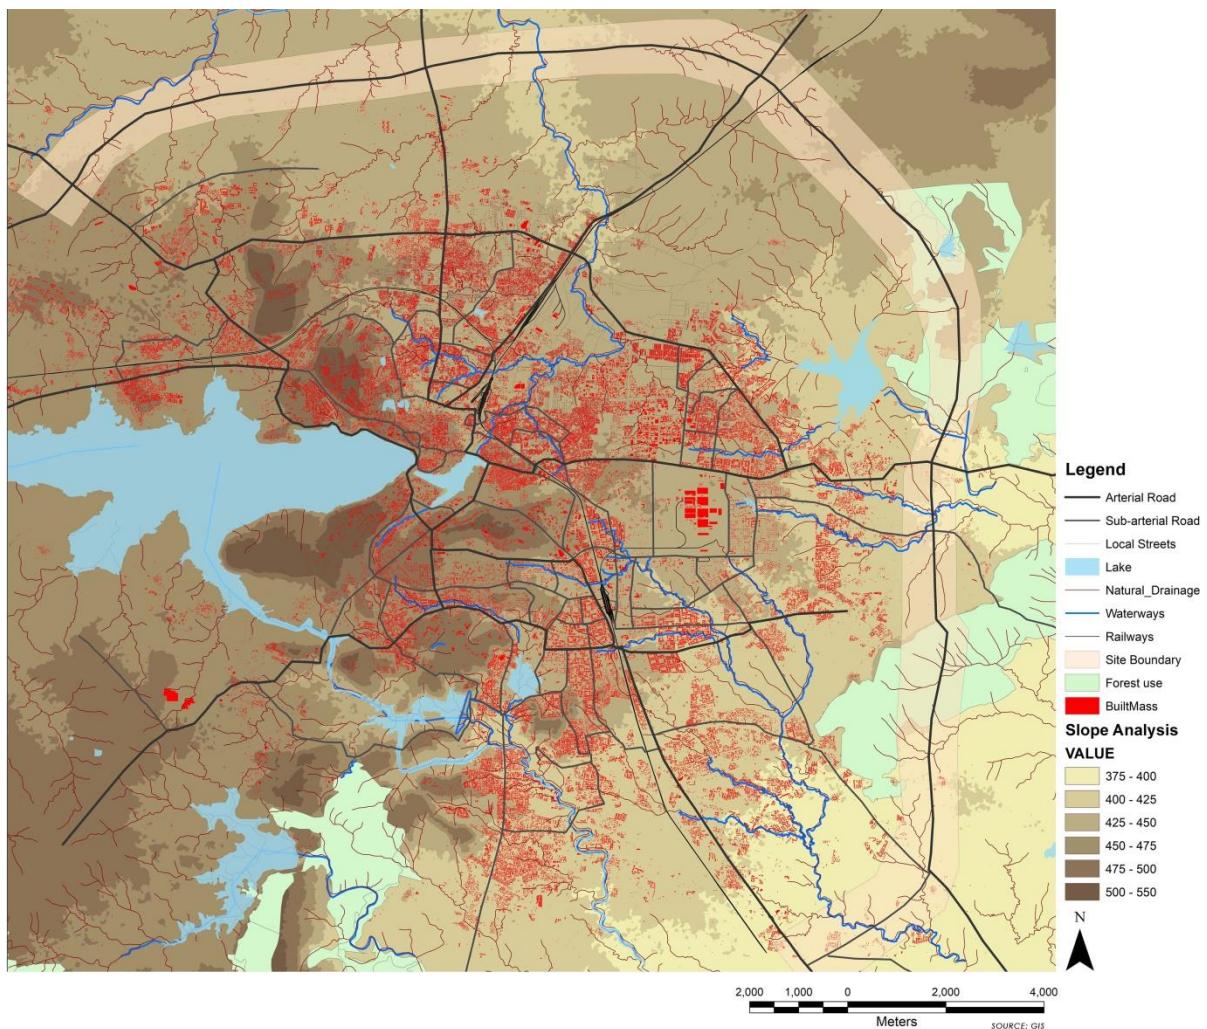 Legend
Arterial Road
Sub-arterial Road
Local Streets
Lake
Natural_Drainage
Waterways
Railways
Site Boundary
Forest use
BuiltMass
Slope Analysis
VALUE
375 - 400
400 - 425
425 - 450
450 - 475
475 - 500
500 - 550
N
2,000 1,000 0 2,000 4,000
Meters
SOURCE: GIS